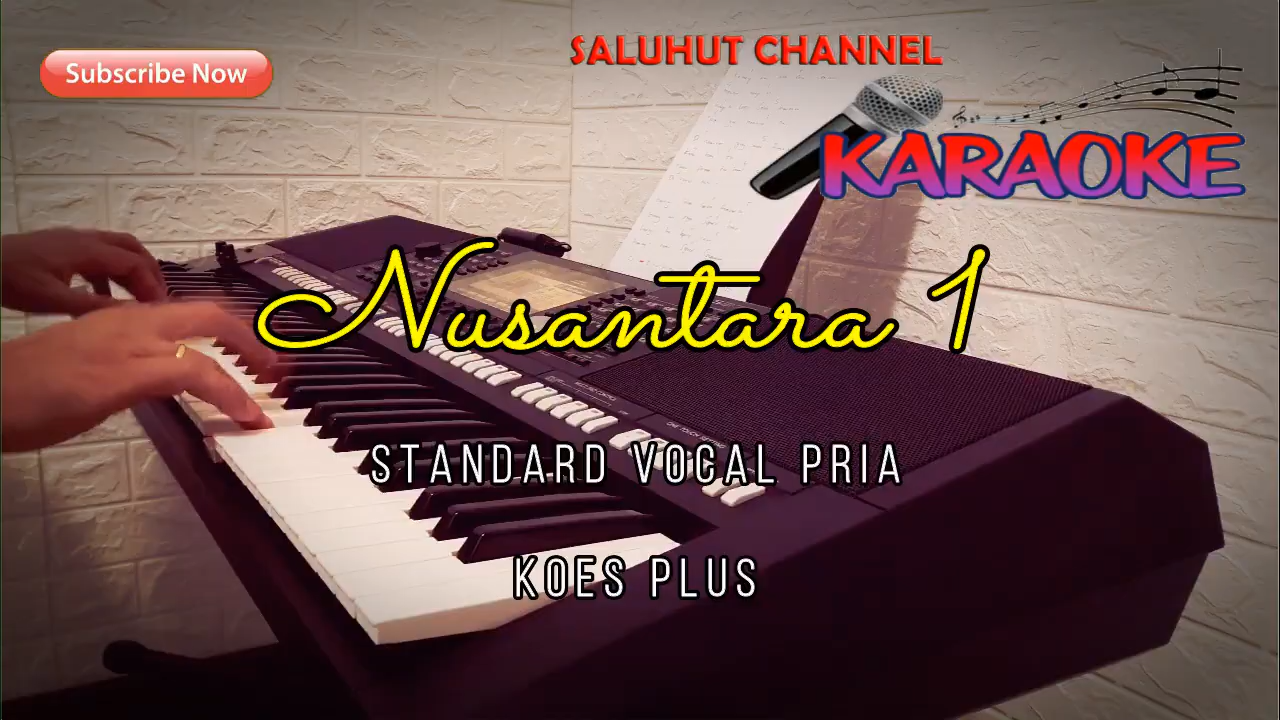 SALUHUT CHANNEL
Subscribe Now
KARAOKE
Nusantara 1
STANDARD VOCAL PRIA
KOES PLUS